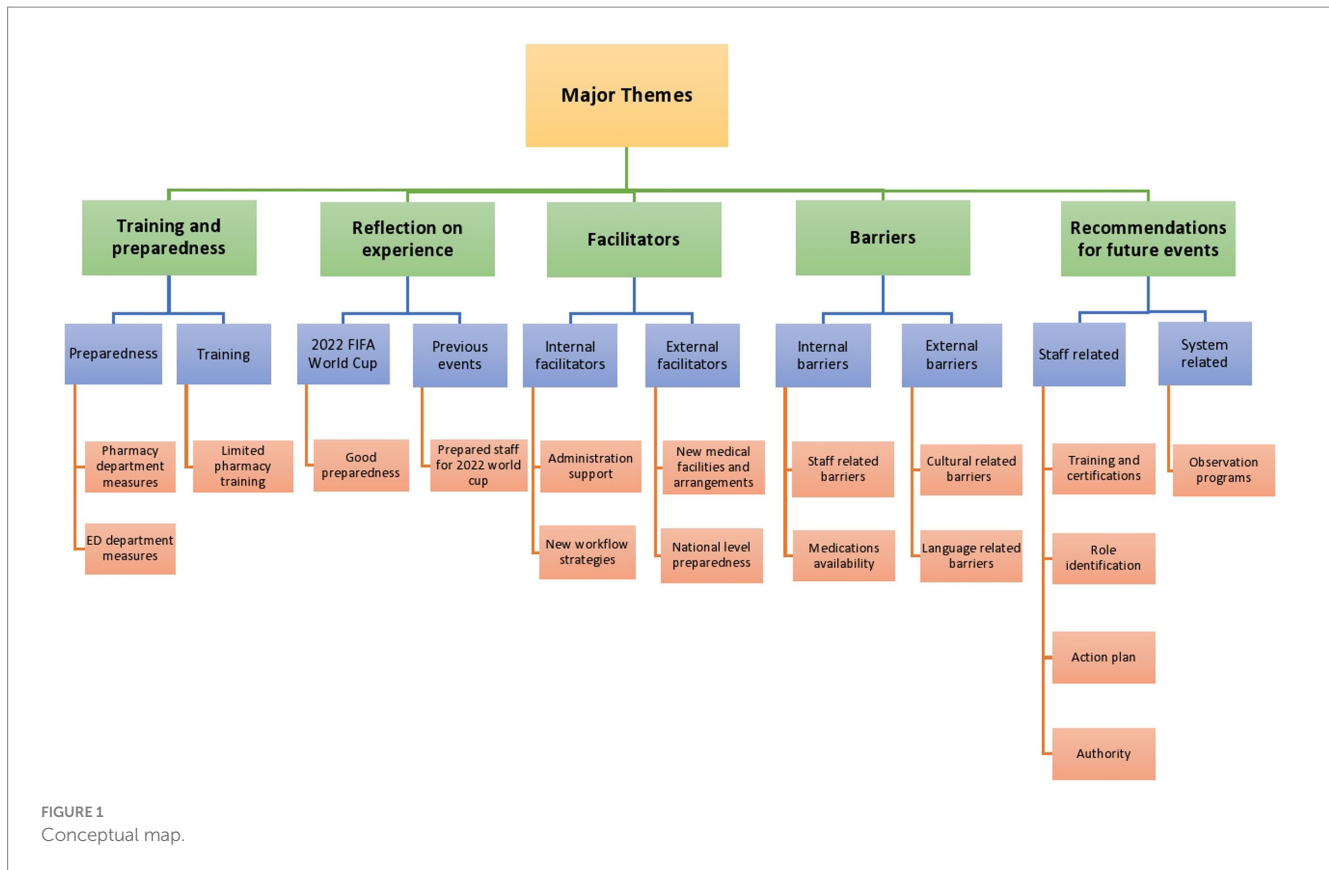 Major Themes
Training and
preparedness
Reflection on
experience
Facilitators
Barriers
Recommendations
for future events
Preparedness
Training
2022 FIFA
World Cup
Previous
events
Internal
facilitators
External
facilitators
Internal
barriers
External
barriers
Staff related
System
related
Pharmacy
department
measures
Limited
pharmacy
training
Good
preparedness
Prepared staff
for 2022 world
cup
Administration
support
New medical
facilities and
arrangements
Staff related
barriers
Cultural related
barriers
Training and
certifications
Observation
programs
ED department
measures
New workflow
strategies
National level
preparedness
Medications
availability
Language related
barriers
Role
identification
Action plan
Authority
FIGURE 1
Conceptual map.